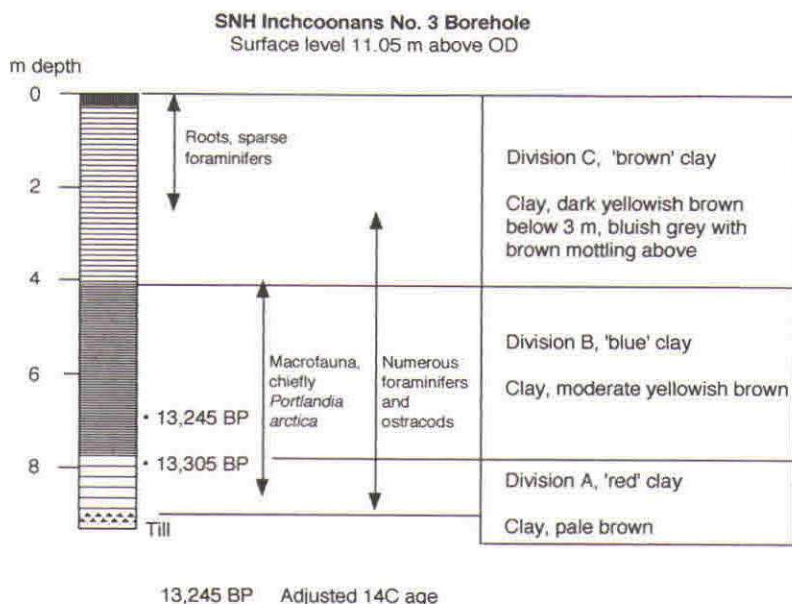 SNH Inchcoonans No. 3 Borehole
Surface level 11.05 m above OD
m depth
0
Roots, sparse
foraminifers
2
Division C, 'brown' clay
Clay, dark yellowish brown
below 3 m, bluish grey with
brown mottling above
4
Macrofauna,
chiefly
Portlandia
arctica
Numerous
foraminifers
and
ostracods
Division B, 'blue' clay
Clay, moderate yellowish brown
6
13,245 BP
13,305 BP
8
Division A, 'red' clay
Clay, pale brown
Till
13,245 BP Adjusted 14C age